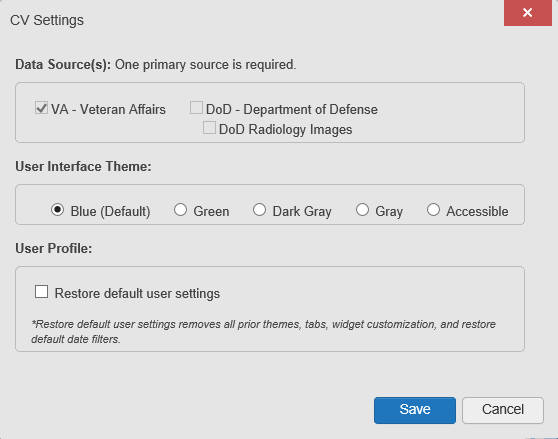 CV Settings
Data Source(s): One primary source is required.
VA - Veteran Affairs DoD - Department of Defense
DoD Radiology Images
User Interface Theme:
Blue (Default) Green Dark Gray Gray Accessible
User Profile:
Restore default user settings
*Restore default user settings removes all prior themes, tabs, widget customization, and restore
default date filters.
Save Cancel